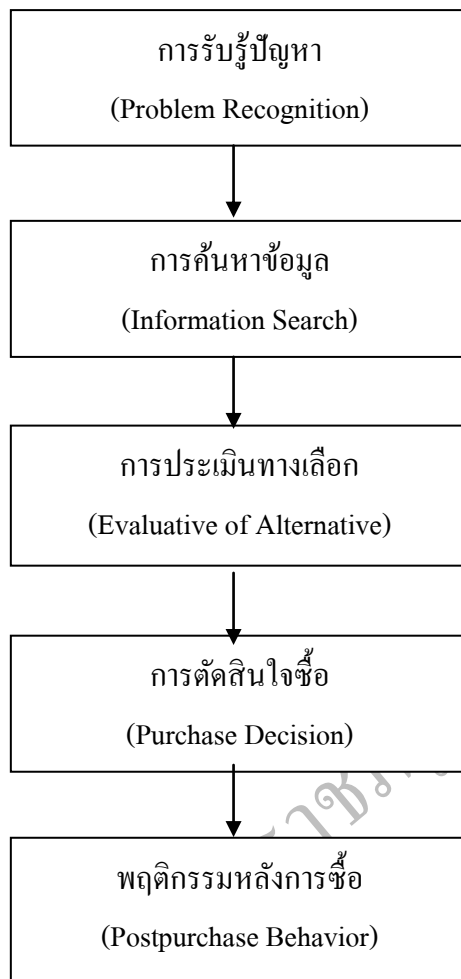 การรับรู้ปัญหา
(Problem Recognition)
การค้นหาข้อมูล
(Information Search)
การประเมินทางเลือก
(Evaluative of Alternative)
การตัดสินใจซื้อ
(Purchase Decision)
พฤติกรรมหลังการซื้อ
(Postpurchase Behavior)